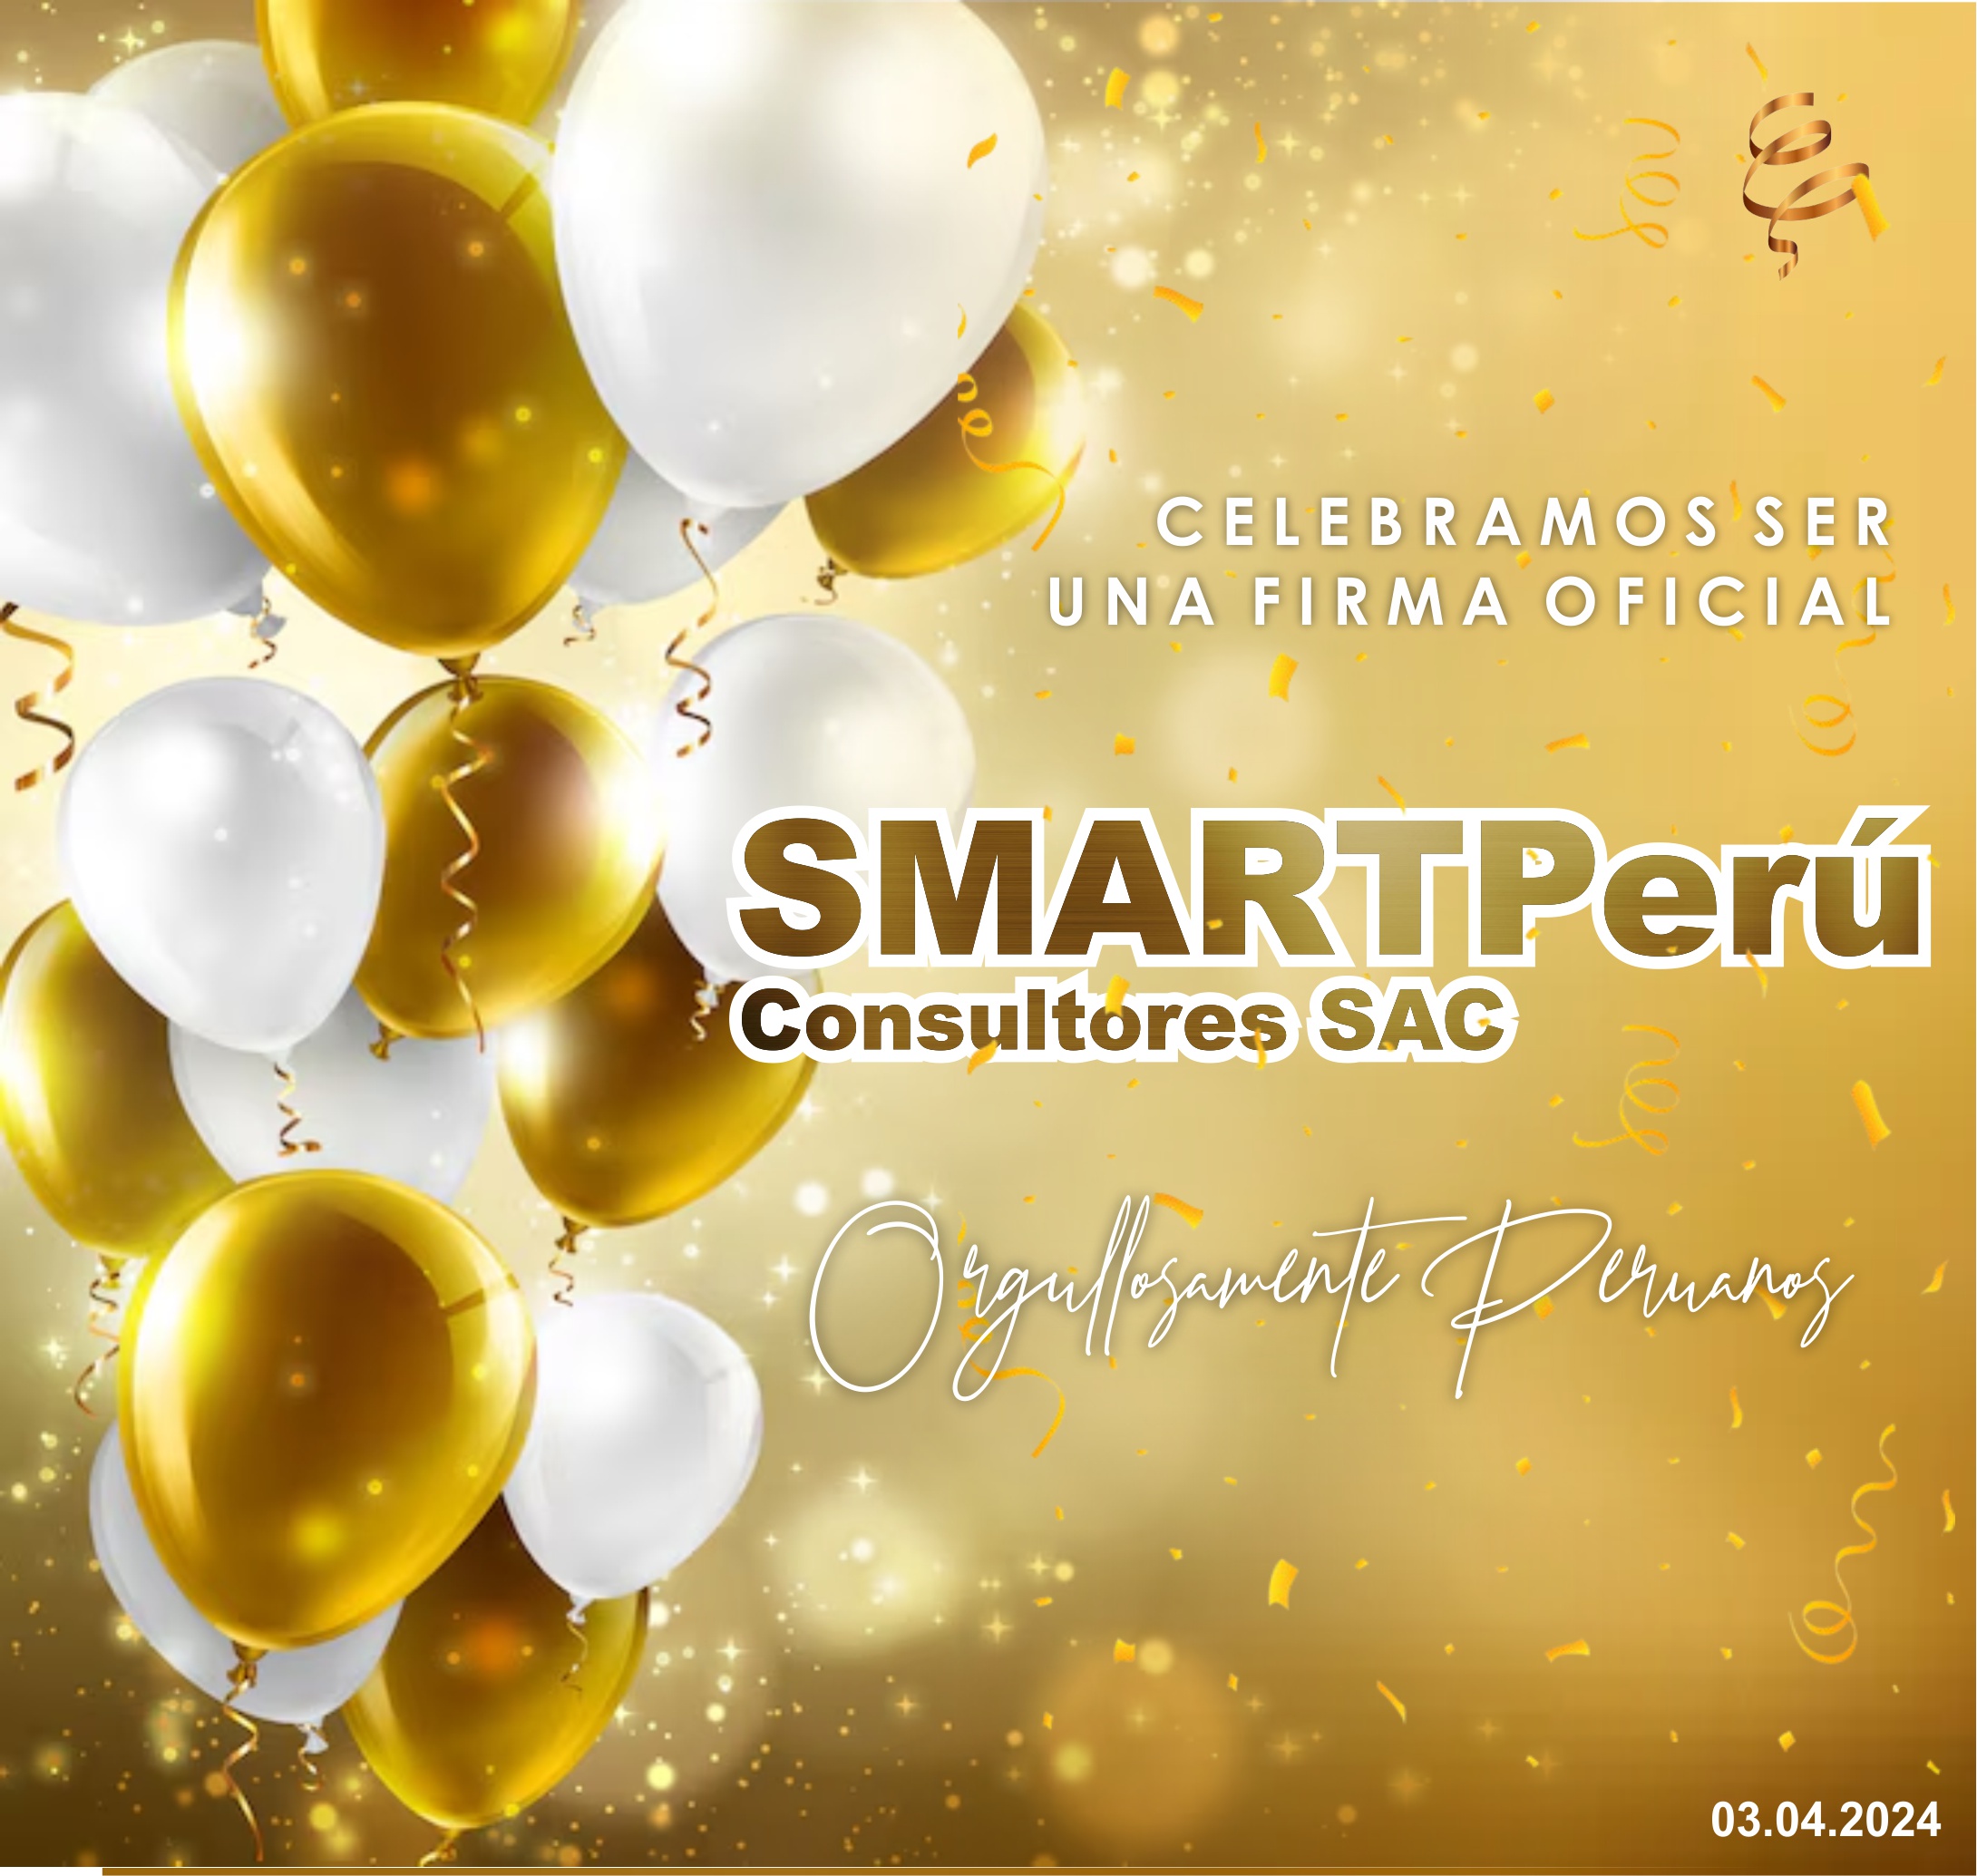 CELEBRAMOS SER
UNA FIRMA OFICIAL
SMARTPerú
Consultores SAC
Orgullosamente Peruanos
03.04.2024